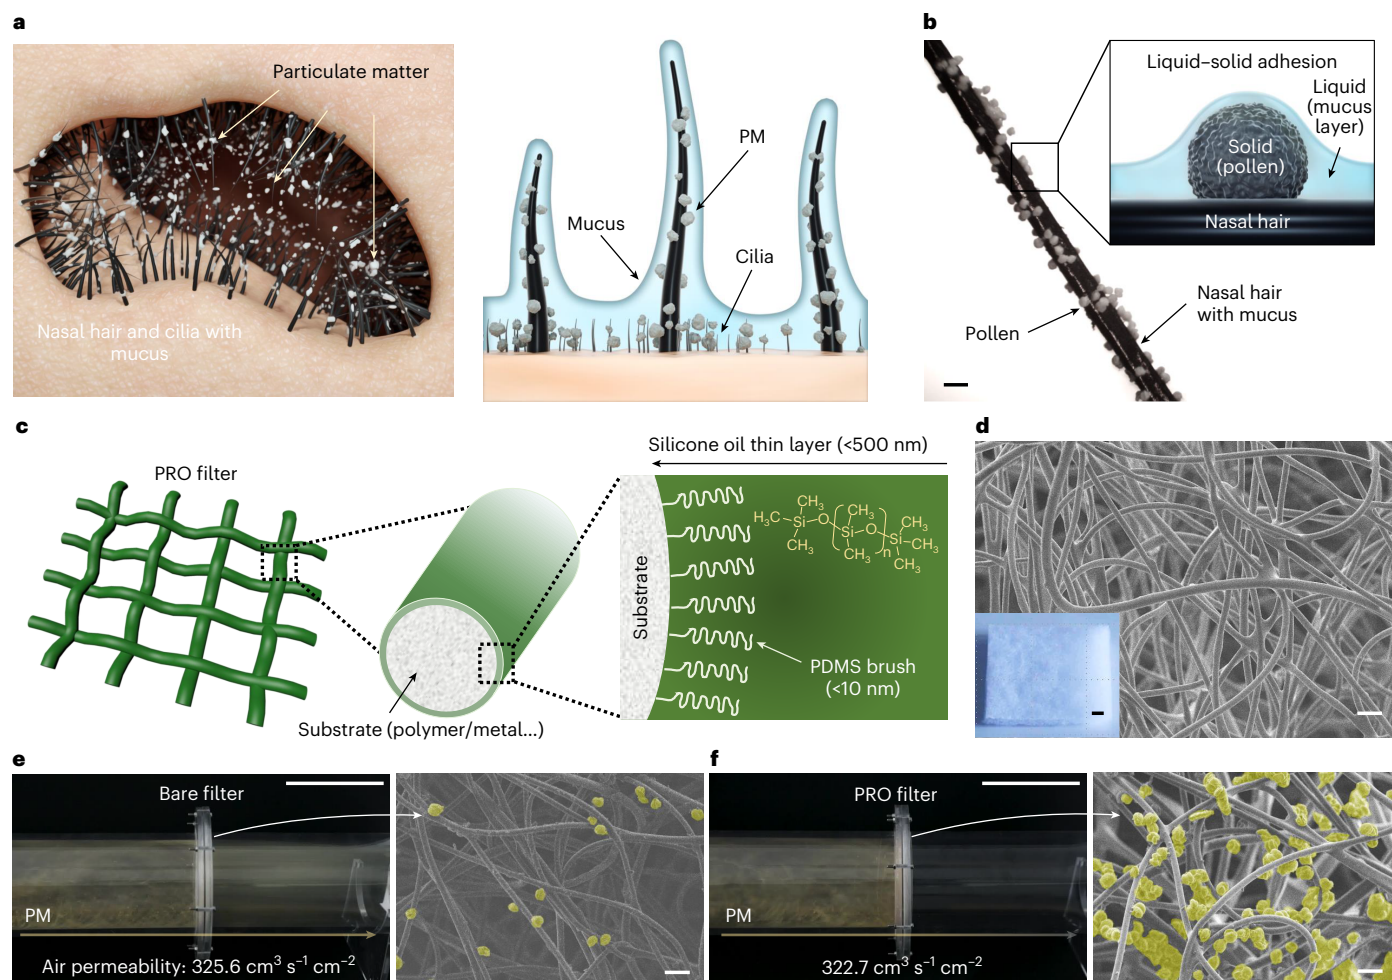 a
Particulate matter
Nasal hair and cilia with
mucus
PM
Mucus
Cilia
b
Liquid–solid adhesion
Liquid
(mucus
layer)
Solid
(pollen)
Nasal hair
Nasal hair
with mucus
Pollen
c
PRO filter
Substrate (polymer/metal...)
Silicone oil thin layer (<500 nm)
Substrate
CH₃
H₃C
Si
O
CH₃
CH₃
Si
O
CH₃
n
CH₃
Si
CH₃
CH₃
PDMS brush
(<10 nm)
d
e
Bare filter
PM
Air permeability: 325.6 cm³ s⁻¹ cm⁻²
f
PRO filter
PM
322.7 cm³ s⁻¹ cm⁻²